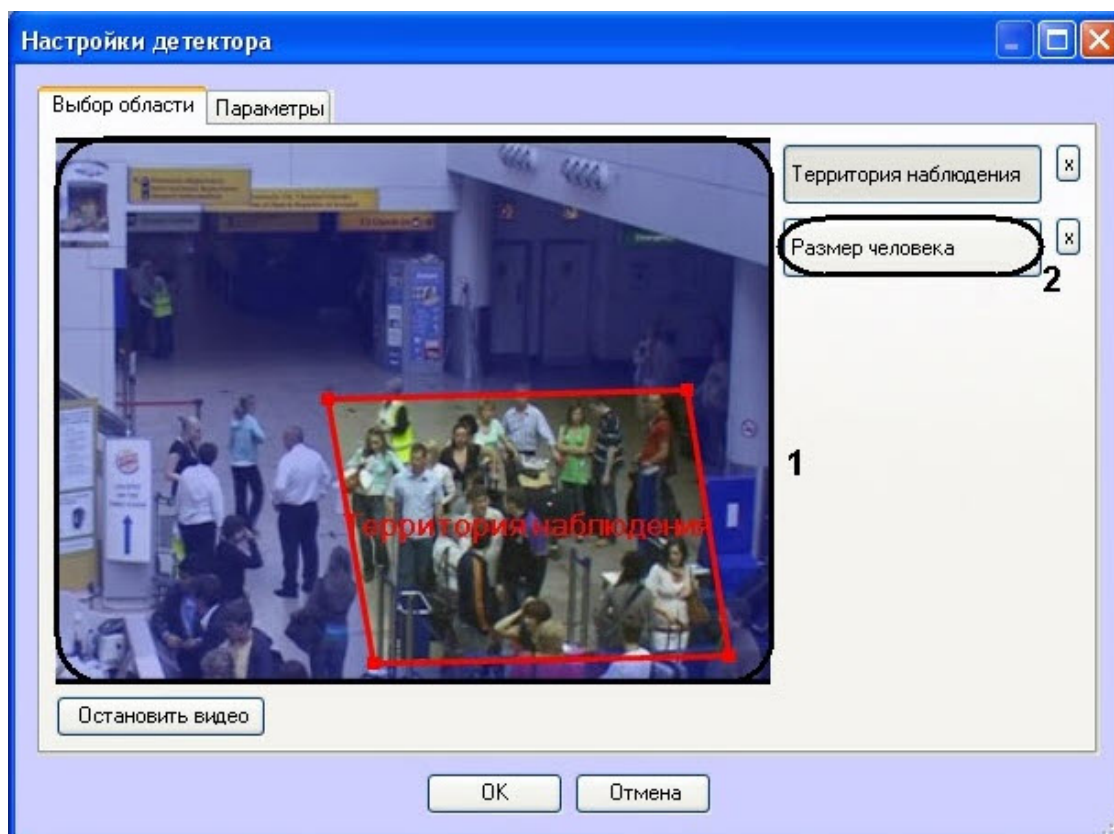 Настройки детектора
Выбор области
Параметры
Территория наблюдения
x
Размер человека
x
2
1
Территория наблюдения
Остановить видео
OK
Отмена